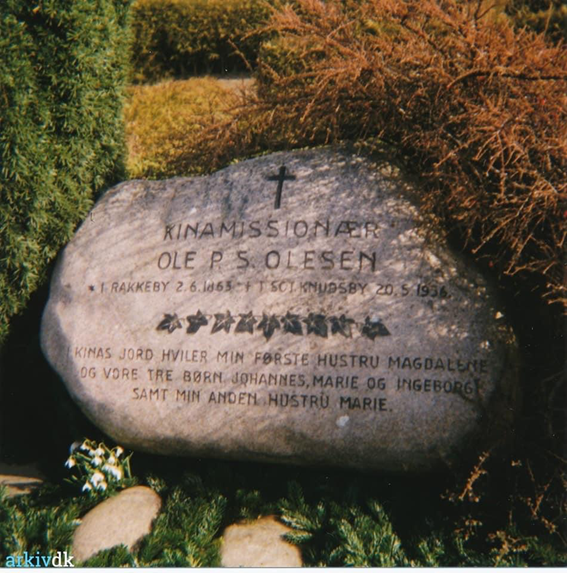 KINAMISSIONÆR
OLE P. S. OLESEN
* I RAKKEBY 2.6.1863 * † I SCT. KNUDSBY 20.5.1936.
KINAS JORD HVILER MIN FØRSTE HUSTRU MAGDALENE
OG VORE TRE BØRN JOHANNES, MARIE OG INGEBORG
SAMT MIN ANDEN HUSTRU MARIE.
arkivdk